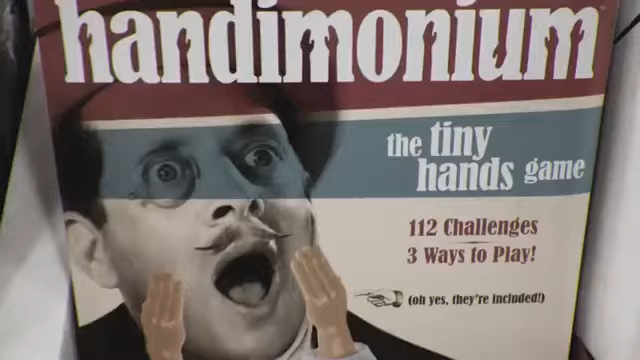 handimonium
the tiny
hands game
112 Challenges
3 Ways to Play!
(oh yes, they're included!)